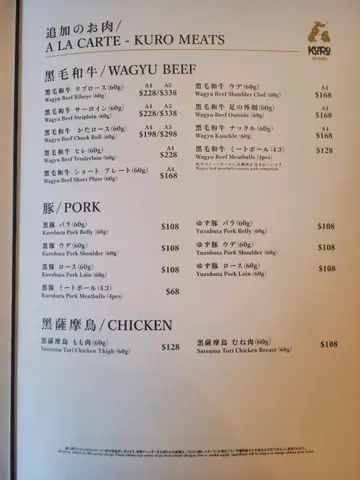 追加のお肉/
A LA CARTE - KURO MEATS
KURO
黒毛和牛/WAGYU BEEF
黒毛和牛 リブロース(60g) A4 A5
Wagyu Beef Ribeye (60g) $228/$338
黒毛和牛 サーロイン(60g) A4 A5
Wagyu Beef Striploin (60g) $228/$338
黒毛和牛 かたロース(60g) A4 A5
Wagyu Beef Chuck Roll (60g) $198/$298
黒毛和牛 ヒレ(60g) A4
Wagyu Beef Tenderloin (60g) $228
黒毛和牛 ショート プレート(60g) A4
Wagyu Beef Short Plate (60g) $168
黒毛和牛 ウデ(60g) A4
Wagyu Beef Shoulder Clod (60g) $168
黒毛和牛 足の外側(60g) A4
Wagyu Beef Outside (60g) $168
黒毛和牛 ナックル(60g) A4
Wagyu Knuckle (60g) $168
黒毛和牛 ミートボール(4コ) $128
Wagyu Beef Meatballs (4pcs)
Wagyu beef meatballs contain pork component
豚/PORK
黒豚 バラ(60g) $108
Kurobuta Pork Belly (60g)
黒豚 ウデ(60g) $108
Kurobuta Pork Shoulder (60g)
黒豚 ロース(60g) $108
Kurobuta Pork Loin (60g)
黒豚 ミートボール(4コ) $68
Kurobuta Pork Meatballs (4pcs)
ゆず豚 バラ(60g) $108
Yuzubuta Pork Belly (60g)
ゆず豚 ウデ(60g) $108
Yuzubuta Pork Shoulder (60g)
ゆず豚 ロース(60g) $108
Yuzubuta Pork Loin (60g)
黒薩摩鳥/CHICKEN
黒薩摩鳥 もも肉(60g) $128
Satsuma Tori Chicken Thigh (60g)
黒薩摩鳥 むね肉(60g) $108
Satsuma Tori Chicken Breast (60g)